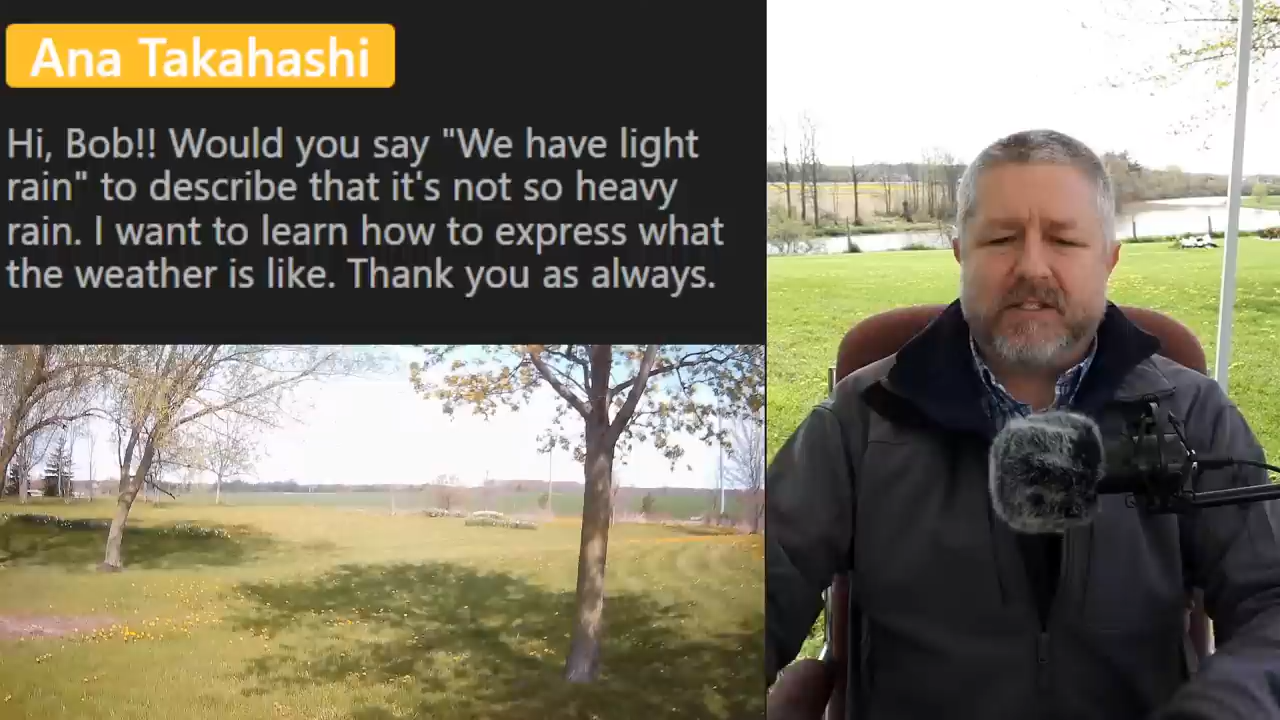 Ana Takahashi
Hi, Bob!! Would you say "We have light
rain" to describe that it's not so heavy
rain. I want to learn how to express what
the weather is like. Thank you as always.